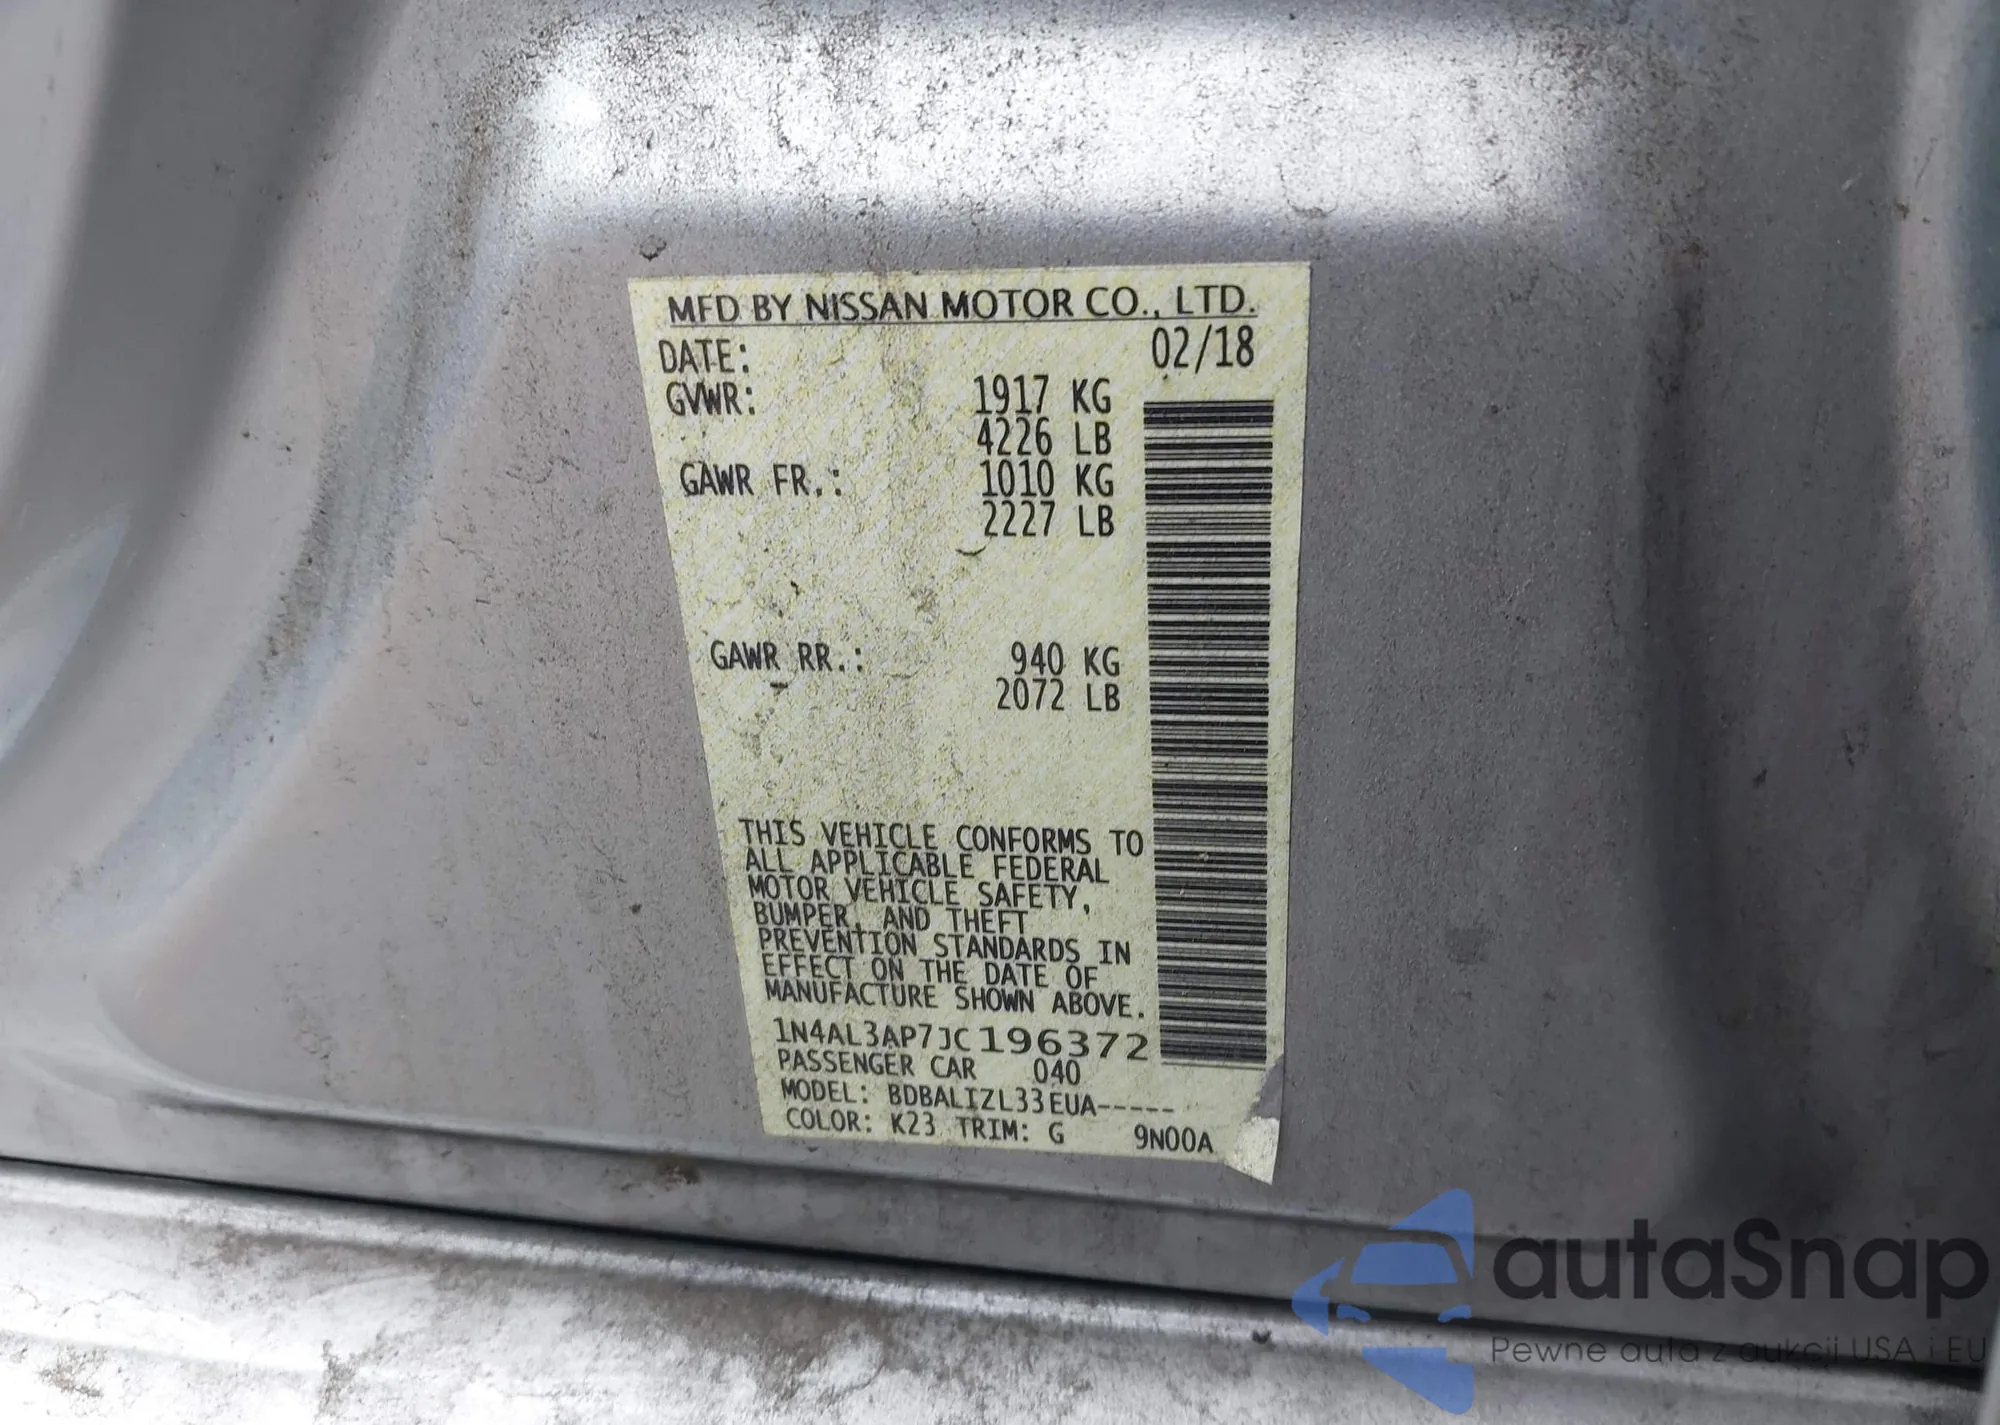 MFD BY NISSAN MOTOR CO., LTD.
DATE: 02/18
GVWR: 1917 KG
4226 LB
GAWR FR.: 1010 KG
2227 LB
GAWR RR.: 940 KG
2072 LB
THIS VEHICLE CONFORMS TO
ALL APPLICABLE FEDERAL
MOTOR VEHICLE SAFETY,
BUMPER, AND THEFT
PREVENTION STANDARDS IN
EFFECT ON THE DATE OF
MANUFACTURE SHOWN ABOVE.
1N4AL3AP7JC196372
PASSENGER CAR 040
MODEL: BDBALIZL33EUA-----
COLOR: K23 TRIM: G 9N00A
autaSnap
Pewne auta z aukcji USA i EU